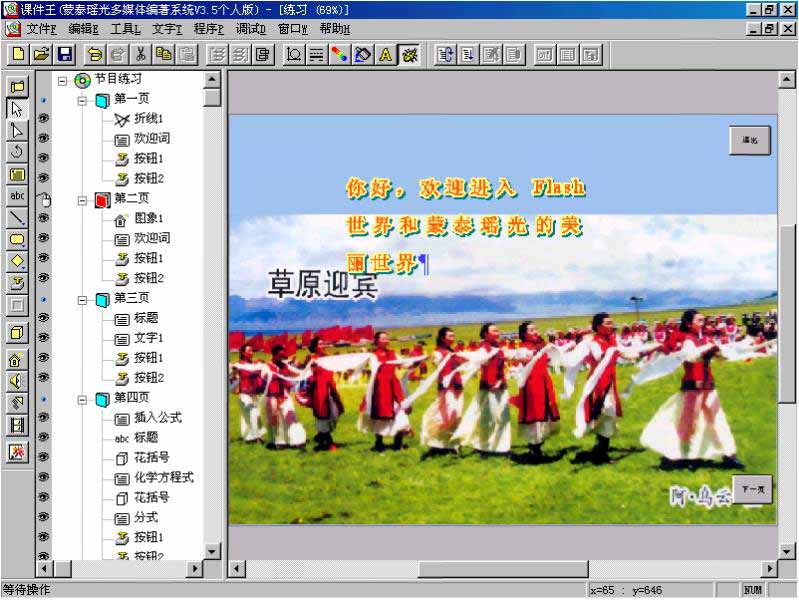 课件王(蒙泰瑶光多媒体编著系统V3.5个人版) - [练习 (69%)]
文件F 编辑E 工具L 文字T 程序P 调试D 窗口W 帮助H
节目练习
第一页
折线1
欢迎词
按钮1
按钮2
第二页
图象1
欢迎词
按钮1
按钮2
第三页
标题
文字1
按钮1
按钮2
第四页
插入公式
abc 标题
花括号
化学方程式
花括号
分式
按钮1
按钮2
abc
退出
你好，欢迎进入 Flash
世界和蒙泰瑶光的美
丽世界
草原迎宾
阿·乌云
下一页
等待操作
x=65 : y=646
NUM